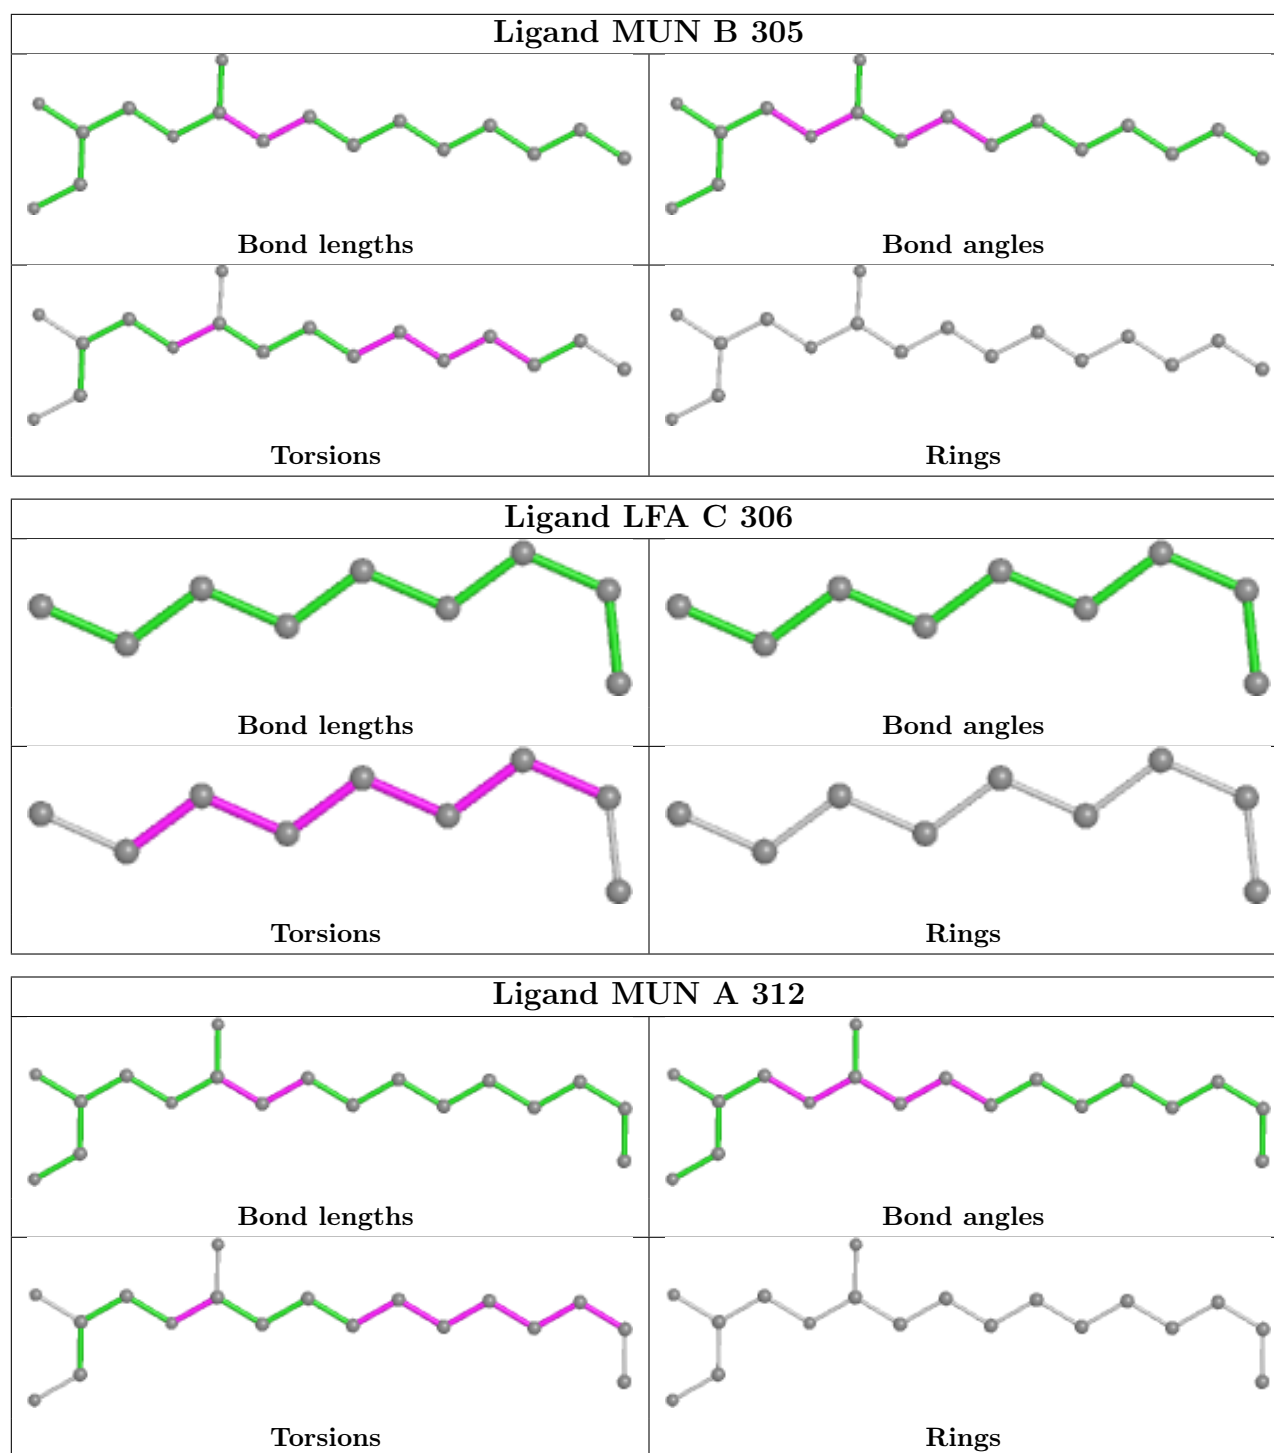 Ligand MUN B 305
Bond lengths
Bond angles
Torsions
Rings
Ligand LFA C 306
Bond lengths
Bond angles
Torsions
Rings
Ligand MUN A 312
Bond lengths
Bond angles
Torsions
Rings